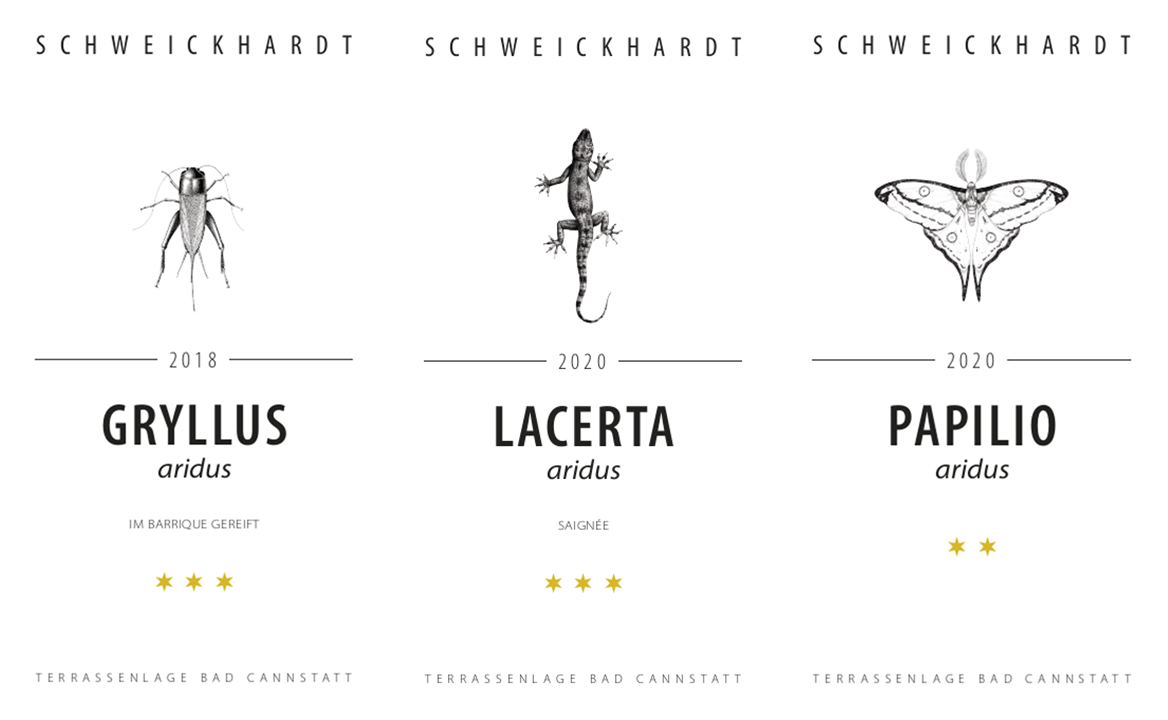 SCHWEICKHARDT
2018
GRYLLUS
aridus
IM BARRIQUE GEREIFT
TERRASSENLAGE BAD CANNSTATT
SCHWEICKHARDT
2020
LACERTA
aridus
SAIGNÉE
TERRASSENLAGE BAD CANNSTATT
SCHWEICKHARDT
2020
PAPILIO
aridus
TERRASSENLAGE BAD CANNSTATT